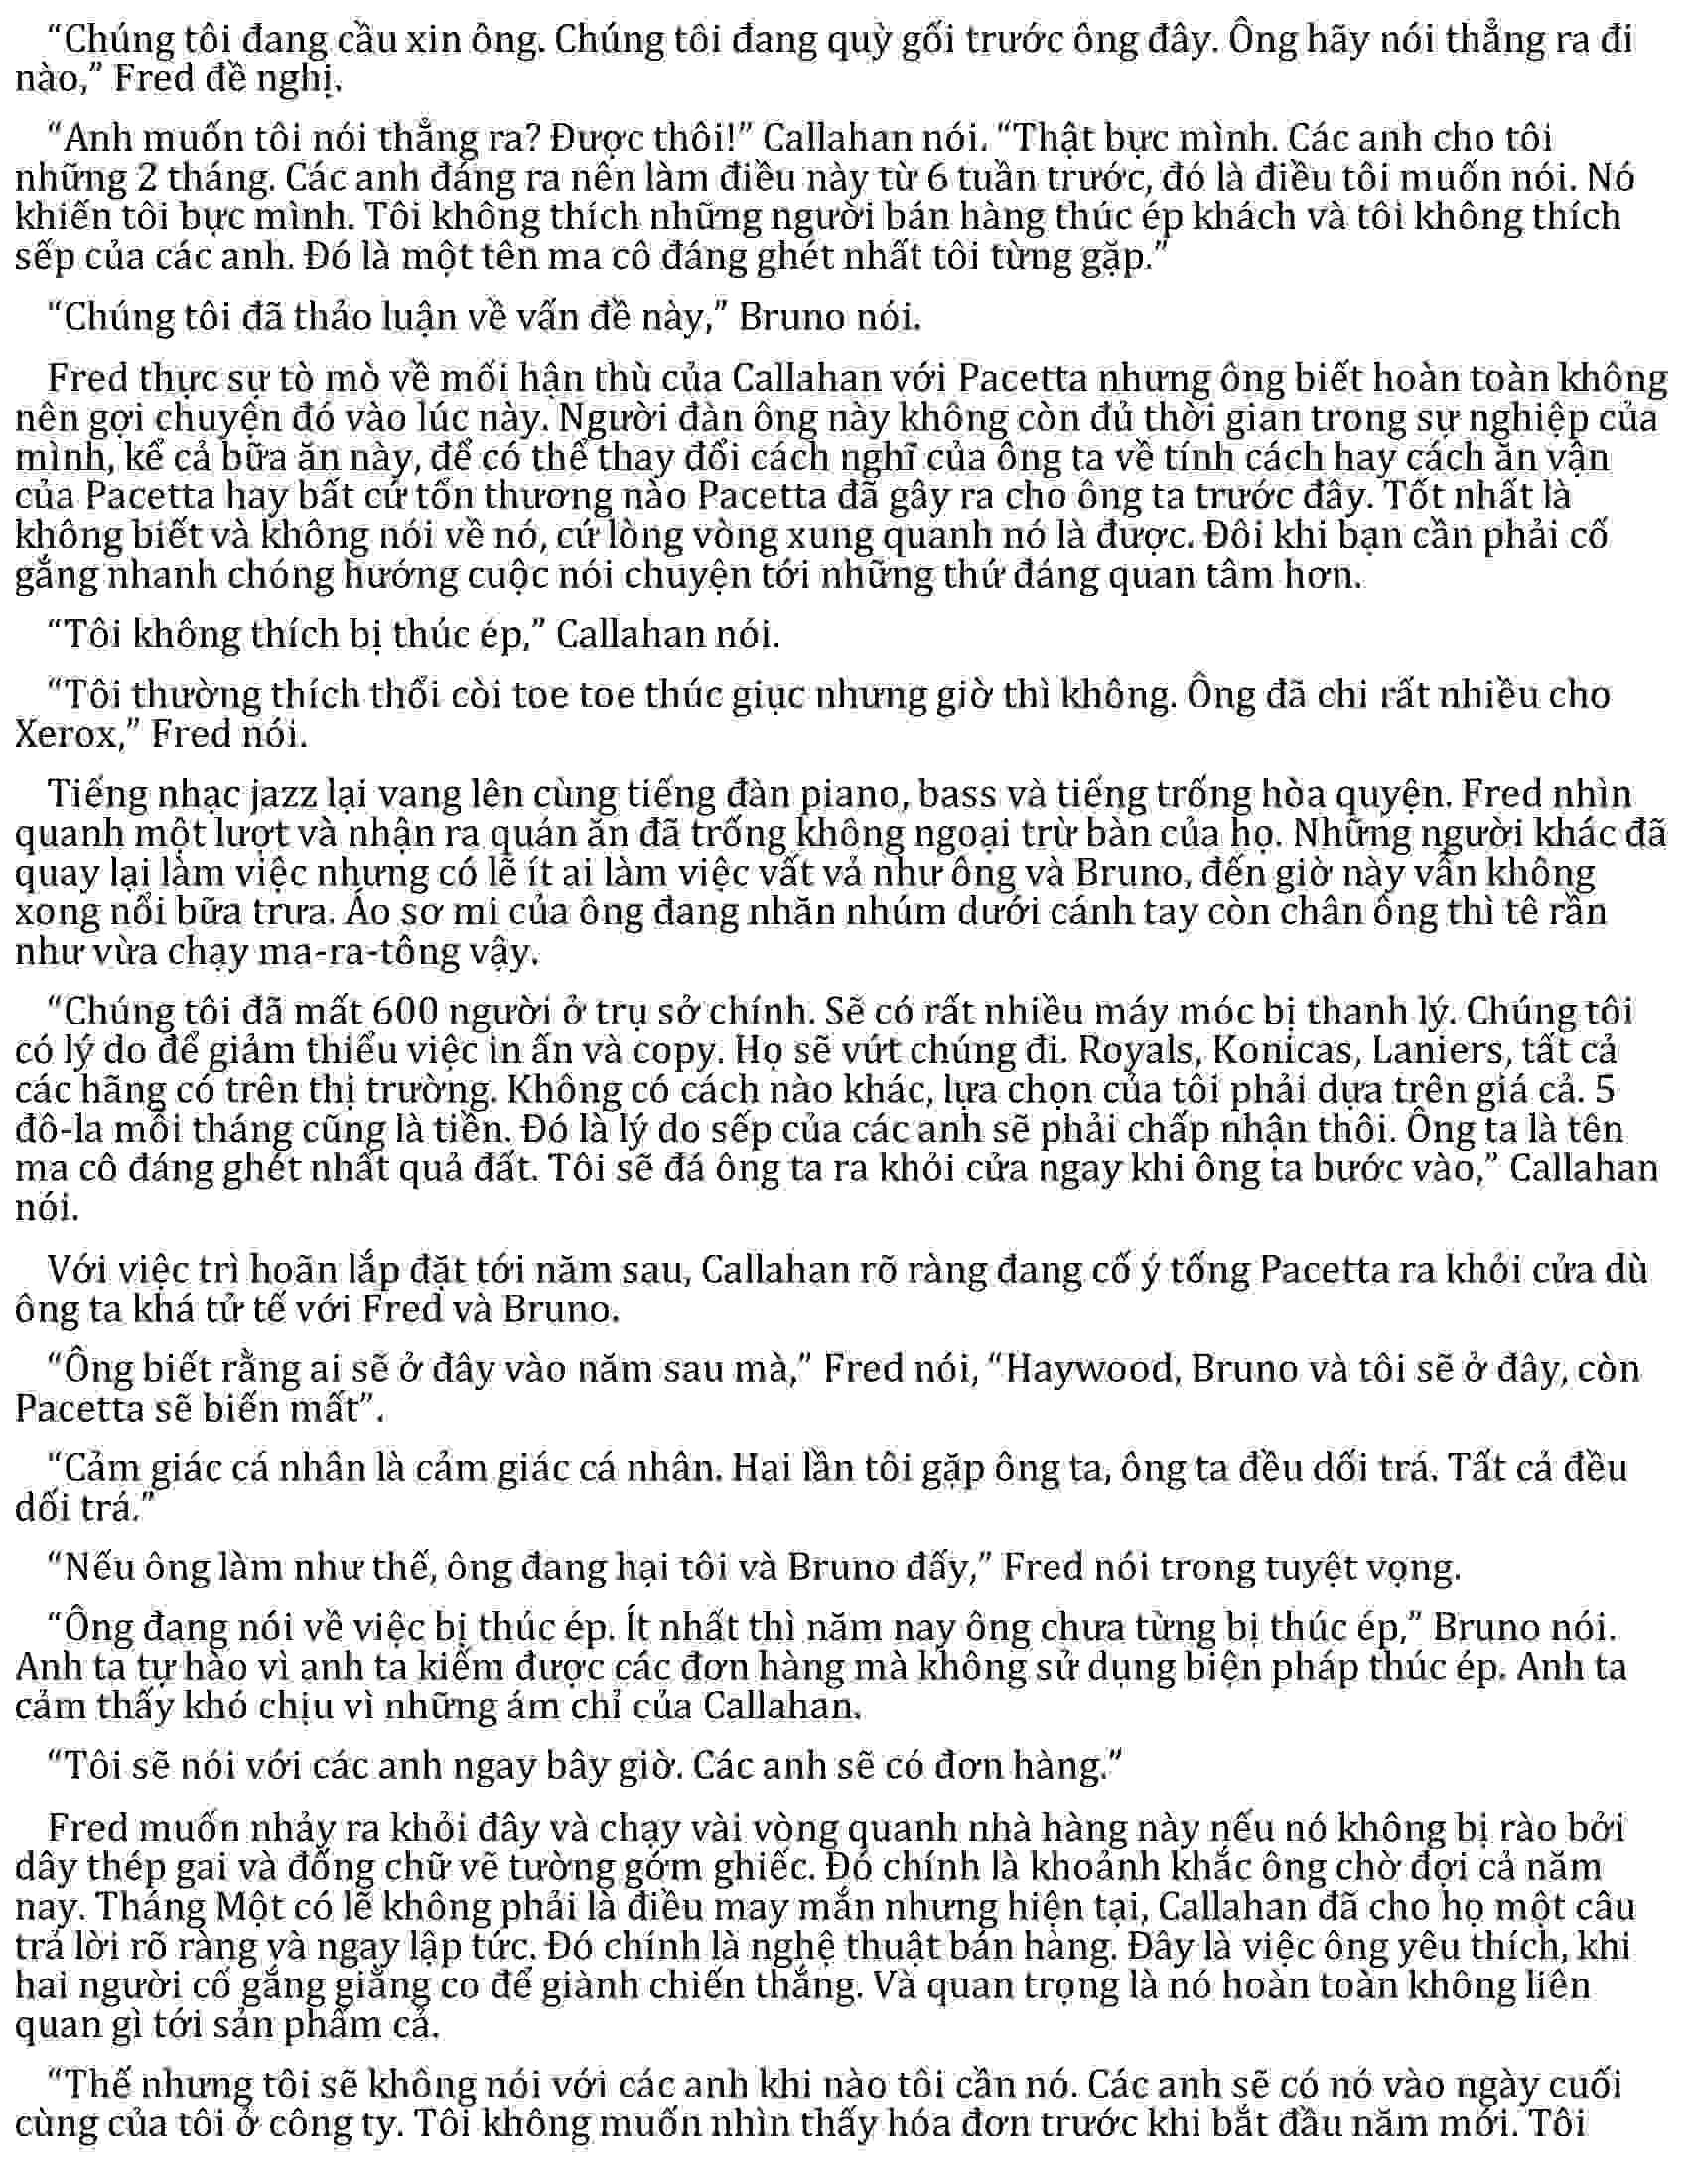 “Chúng tôi đang cầu xin ông. Chúng tôi đang quỳ gối trước ông đây. Ông hãy nói thẳng ra đi
nào,” Fred đề nghị.
“Anh muốn tôi nói thẳng ra? Được thôi!” Callahan nói. “Thật bực mình. Các anh cho tôi
những 2 tháng. Các anh đáng ra nên làm điều này từ 6 tuần trước, đó là điều tôi muốn nói. Nó
khiến tôi bực mình. Tôi không thích những người bán hàng thúc ép khách và tôi không thích
sếp của các anh. Đó là một tên ma cô đáng ghét nhất tôi từng gặp.”
“Chúng tôi đã thảo luận về vấn đề này,” Bruno nói.
Fred thực sự tò mò về mối hận thù của Callahan với Pacetta nhưng ông biết hoàn toàn không
nên gợi chuyện đó vào lúc này. Người đàn ông này không còn đủ thời gian trong sự nghiệp của
mình, kể cả bữa ăn này, để có thể thay đổi cách nghĩ của ông ta về tính cách hay cách ăn vận
của Pacetta hay bất cứ tổn thương nào Pacetta đã gây ra cho ông ta trước đây. Tốt nhất là
không biết và không nói về nó, cứ lòng vòng xung quanh nó là được. Đôi khi bạn cần phải cố
gắng nhanh chóng hướng cuộc nói chuyện tới những thứ đáng quan tâm hơn.
“Tôi không thích bị thúc ép,” Callahan nói.
“Tôi thường thích thổi còi toe toe thúc giục nhưng giờ thì không. Ông đã chi rất nhiều cho
Xerox,” Fred nói.
Tiếng nhạc jazz lại vang lên cùng tiếng đàn piano, bass và tiếng trống hòa quyện. Fred nhìn
quanh một lượt và nhận ra quán ăn đã trống không ngoại trừ bàn của họ. Những người khác đã
quay lại làm việc nhưng có lẽ ít ai làm việc vất vả như ông và Bruno, đến giờ này vẫn không
xong nổi bữa trưa. Áo sơ mi của ông đang nhăn nhúm dưới cánh tay còn chân ông thì tê rần
như vừa chạy ma-ra-tông vậy.
“Chúng tôi đã mất 600 người ở trụ sở chính. Sẽ có rất nhiều máy móc bị thanh lý. Chúng tôi
có lý do để giảm thiểu việc in ấn và copy. Họ sẽ vứt chúng đi. Royals, Konicas, Laniers, tất cả
các hãng có trên thị trường. Không có cách nào khác, lựa chọn của tôi phải dựa trên giá cả. 5
đô-la mỗi tháng cũng là tiền. Đó là lý do sếp của các anh sẽ phải chấp nhận thôi. Ông ta là tên
ma cô đáng ghét nhất quả đất. Tôi sẽ đá ông ta ra khỏi cửa ngay khi ông ta bước vào,” Callahan
nói.
Với việc trì hoãn lắp đặt tới năm sau, Callahan rõ ràng đang cố ý tống Pacetta ra khỏi cửa dù
ông ta khá tử tế với Fred và Bruno.
“Ông biết rằng ai sẽ ở đây vào năm sau mà,” Fred nói, “Haywood, Bruno và tôi sẽ ở đây, còn
Pacetta sẽ biến mất”.
“Cảm giác cá nhân là cảm giác cá nhân. Hai lần tôi gặp ông ta, ông ta đều dối trá. Tất cả đều
dối trá.”
“Nếu ông làm như thế, ông đang hại tôi và Bruno đấy,” Fred nói trong tuyệt vọng.
“Ông đang nói về việc bị thúc ép. Ít nhất thì năm nay ông chưa từng bị thúc ép,” Bruno nói.
Anh ta tự hào vì anh ta kiếm được các đơn hàng mà không sử dụng biện pháp thúc ép. Anh ta
cảm thấy khó chịu vì những ám chỉ của Callahan.
“Tôi sẽ nói với các anh ngay bây giờ. Các anh sẽ có đơn hàng.”
Fred muốn nhảy ra khỏi đây và chạy vài vòng quanh nhà hàng này nếu nó không bị rào bởi
dây thép gai và đống chữ vẽ tường gớm ghiếc. Đó chính là khoảnh khắc ông chờ đợi cả năm
nay. Tháng Một có lẽ không phải là điều may mắn nhưng hiện tại, Callahan đã cho họ một câu
trả lời rõ ràng và ngay lập tức. Đó chính là nghệ thuật bán hàng. Đây là việc ông yêu thích, khi
hai người cố gắng giằng co để giành chiến thắng. Và quan trọng là nó hoàn toàn không liên
quan gì tới sản phẩm cả.
“Thế nhưng tôi sẽ không nói với các anh khi nào tôi cần nó. Các anh sẽ có nó vào ngày cuối
cùng của tôi ở công ty. Tôi không muốn nhìn thấy hóa đơn trước khi bắt đầu năm mới. Tôi